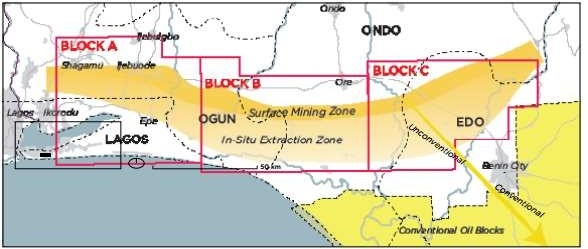 Ondo
ONDO
BLOCK A
Ijebuigbo
BLOCK C
Shagamu
Ijebuode
BLOCK B
Ore
Lagos
Ikorodu
Epe
OGUN
Surface Mining Zone
EDO
LAGOS
In-Situ Extraction Zone
Unconventional
50 km
Benin City
Conventional
Conventional Oil Blocks